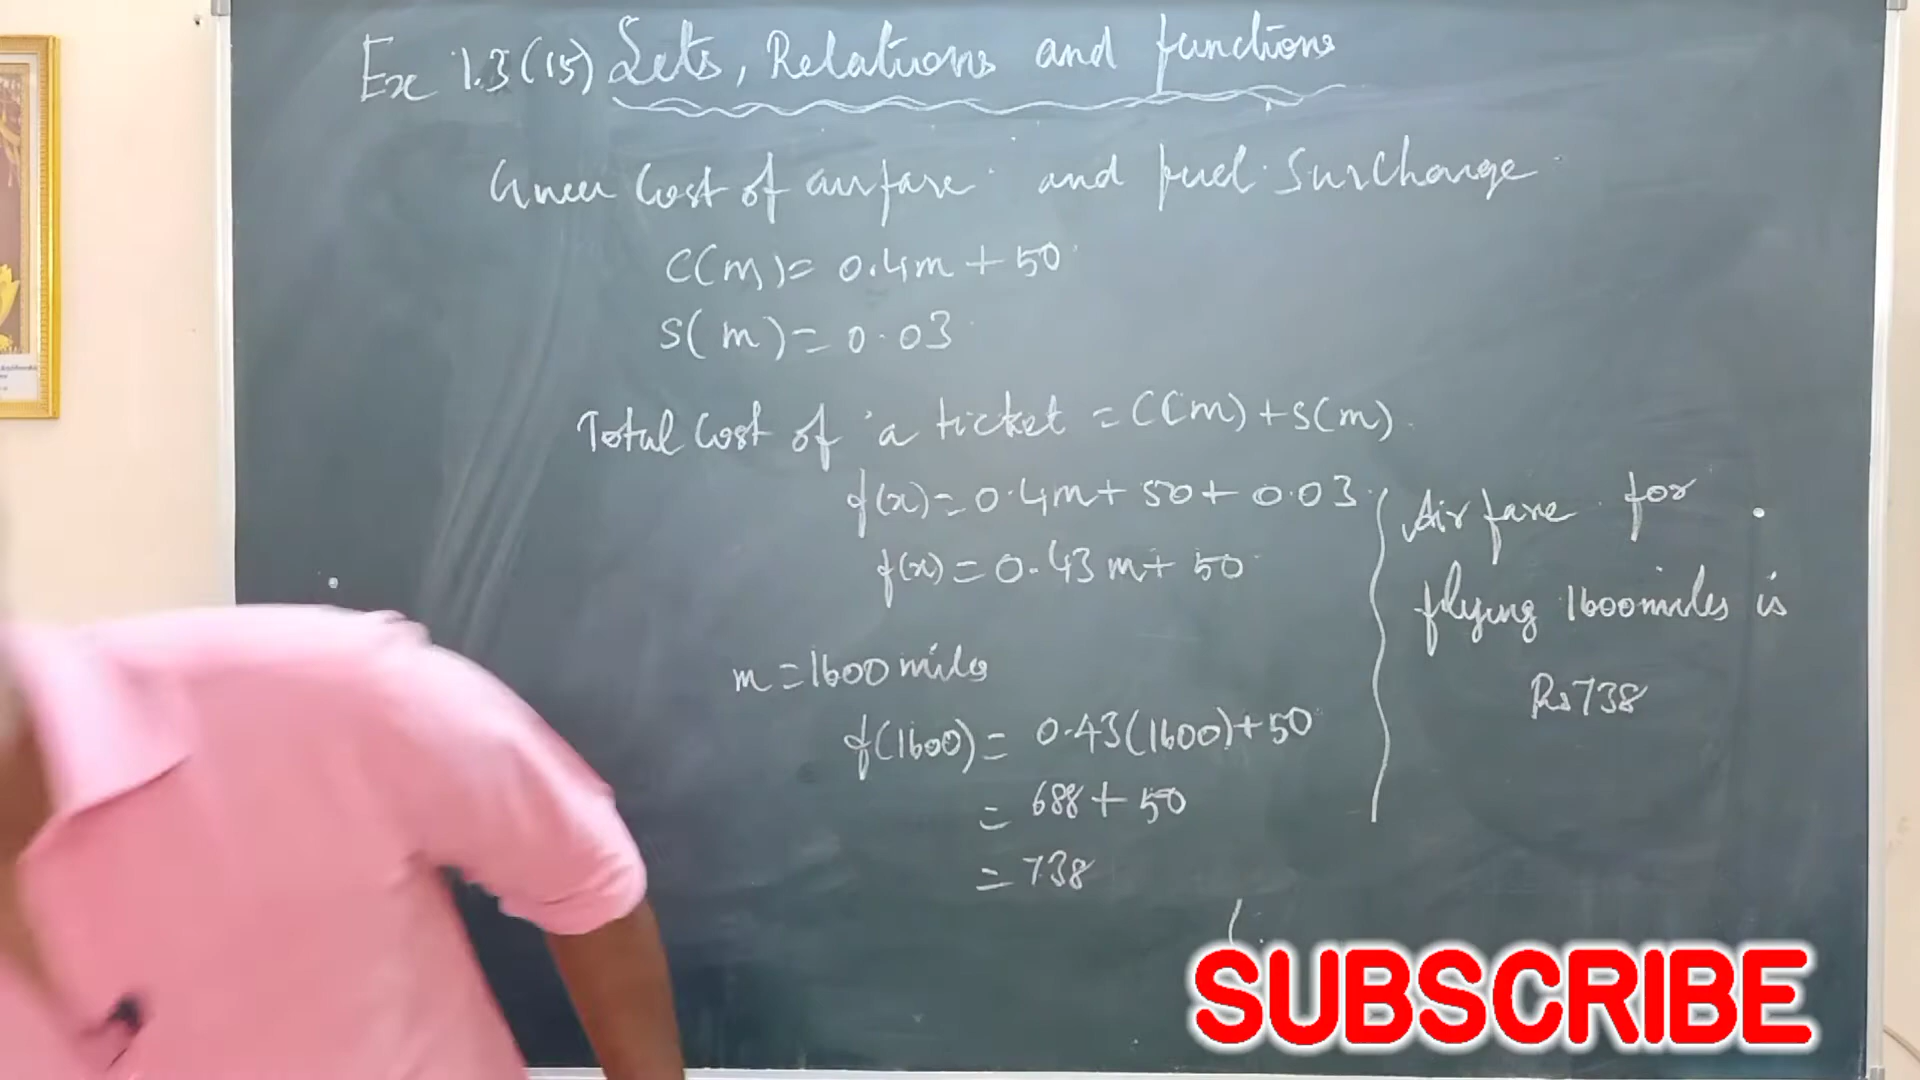 Ex 1.3(15) Sets, Relations and functions
Given Cost of airfare and fuel Surcharge
C(m)= 0.4m + 50
S(m)= 0.03
Total Cost of a ticket = C(m) + S(m)
f(x)= 0.4m + 50 + 0.03
f(x) = 0.43 m + 50
m = 1600 miles
f(1600) = 0.43(1600) + 50
= 688 + 50
= 738
Air fare for
flying 1600 miles is
Rs 738
SUBSCRIBE